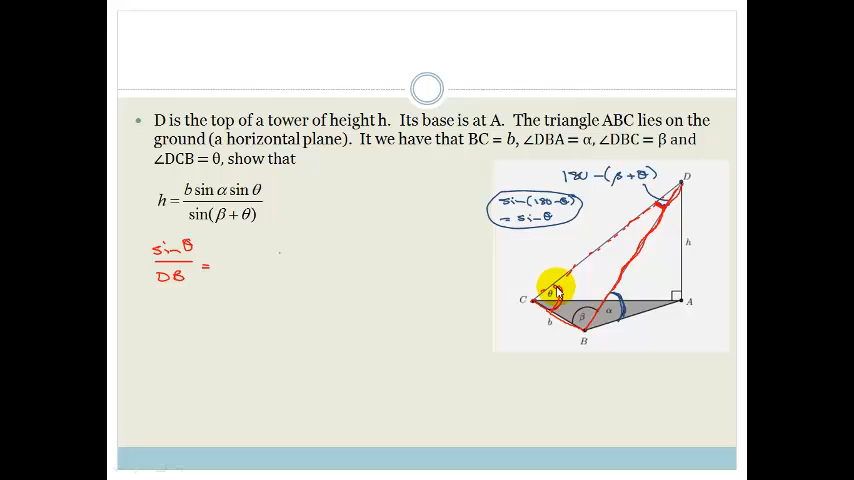 D is the top of a tower of height h. Its base is at A. The triangle ABC lies on the
ground (a horizontal plane). It we have that BC = b, ∠DBA = α, ∠DBC = β and
∠DCB = θ, show that
h = b sin α sin θ / sin(β + θ)
sinθ / DB =
180 - (β + θ)
D
sin(180-θ)
= sinθ
h
C
θ
A
b
β
α
B